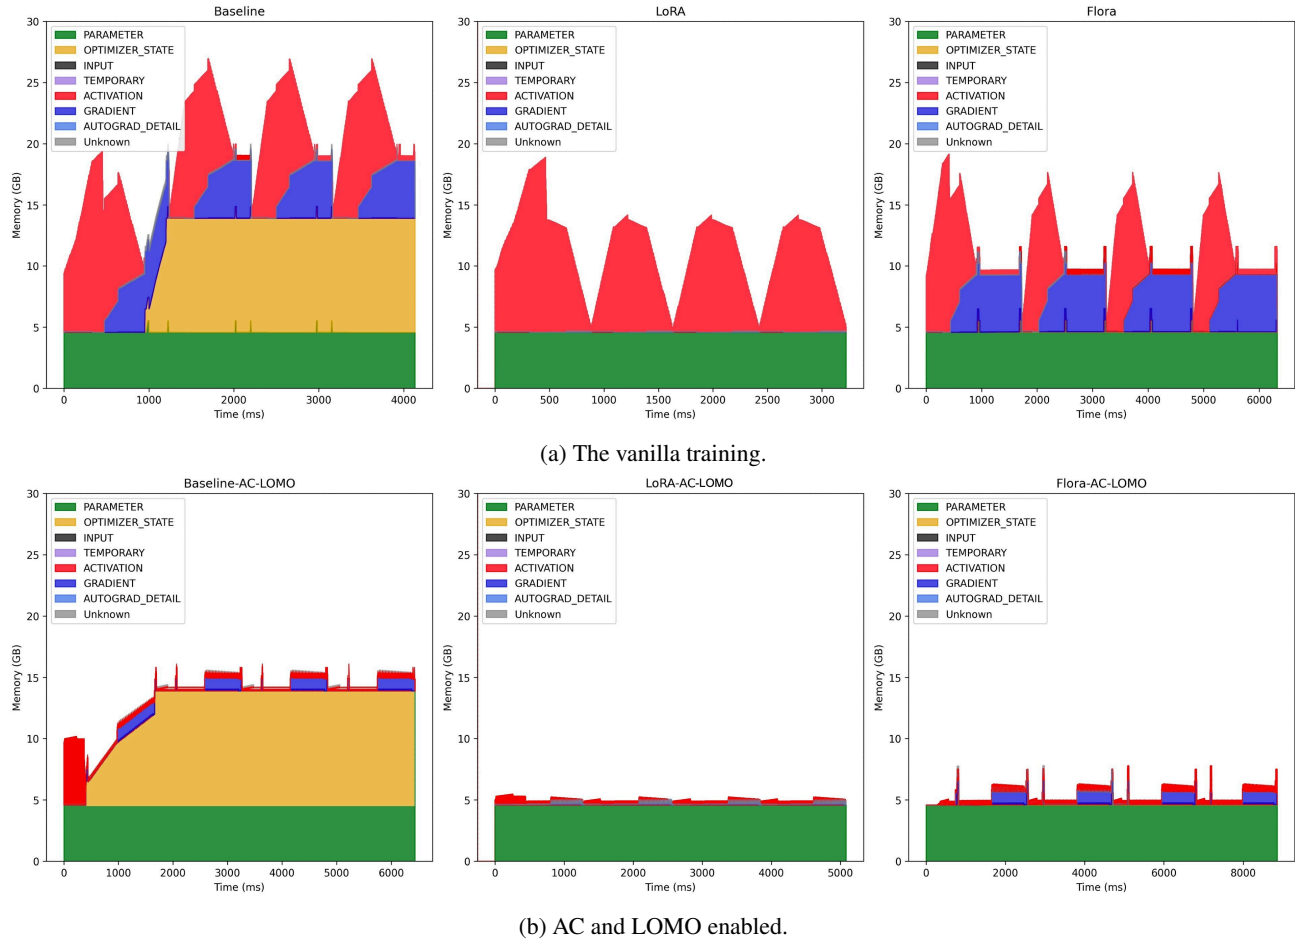 Baseline
30
25
20
15
10
5
0
Memory (GB)
PARAMETER
OPTIMIZER_STATE
INPUT
TEMPORARY
ACTIVATION
GRADIENT
AUTOGRAD_DETAIL
Unknown
0 1000 2000 3000 4000
Time (ms)
LoRA
30
25
20
15
10
5
0
Memory (GB)
PARAMETER
OPTIMIZER_STATE
INPUT
TEMPORARY
ACTIVATION
GRADIENT
AUTOGRAD_DETAIL
Unknown
0 500 1000 1500 2000 2500 3000
Time (ms)
Flora
30
25
20
15
10
5
0
Memory (GB)
PARAMETER
OPTIMIZER_STATE
INPUT
TEMPORARY
ACTIVATION
GRADIENT
AUTOGRAD_DETAIL
Unknown
0 1000 2000 3000 4000 5000 6000
Time (ms)
(a) The vanilla training.
Baseline-AC-LOMO
30
25
20
15
10
5
0
Memory (GB)
PARAMETER
OPTIMIZER_STATE
INPUT
TEMPORARY
ACTIVATION
GRADIENT
AUTOGRAD_DETAIL
Unknown
0 1000 2000 3000 4000 5000 6000
Time (ms)
LoRA-AC-LOMO
30
25
20
15
10
5
0
Memory (GB)
PARAMETER
OPTIMIZER_STATE
INPUT
TEMPORARY
ACTIVATION
GRADIENT
AUTOGRAD_DETAIL
Unknown
0 1000 2000 3000 4000 5000
Time (ms)
Flora-AC-LOMO
30
25
20
15
10
5
0
Memory (GB)
PARAMETER
OPTIMIZER_STATE
INPUT
TEMPORARY
ACTIVATION
GRADIENT
AUTOGRAD_DETAIL
Unknown
0 2000 4000 6000 8000
Time (ms)
(b) AC and LOMO enabled.